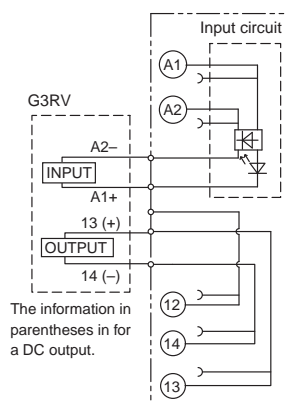 Input circuit
A1
A2
G3RV
A2–
INPUT
A1+
13 (+)
OUTPUT
14 (–)
The information in
parentheses in for
a DC output.
12
14
13